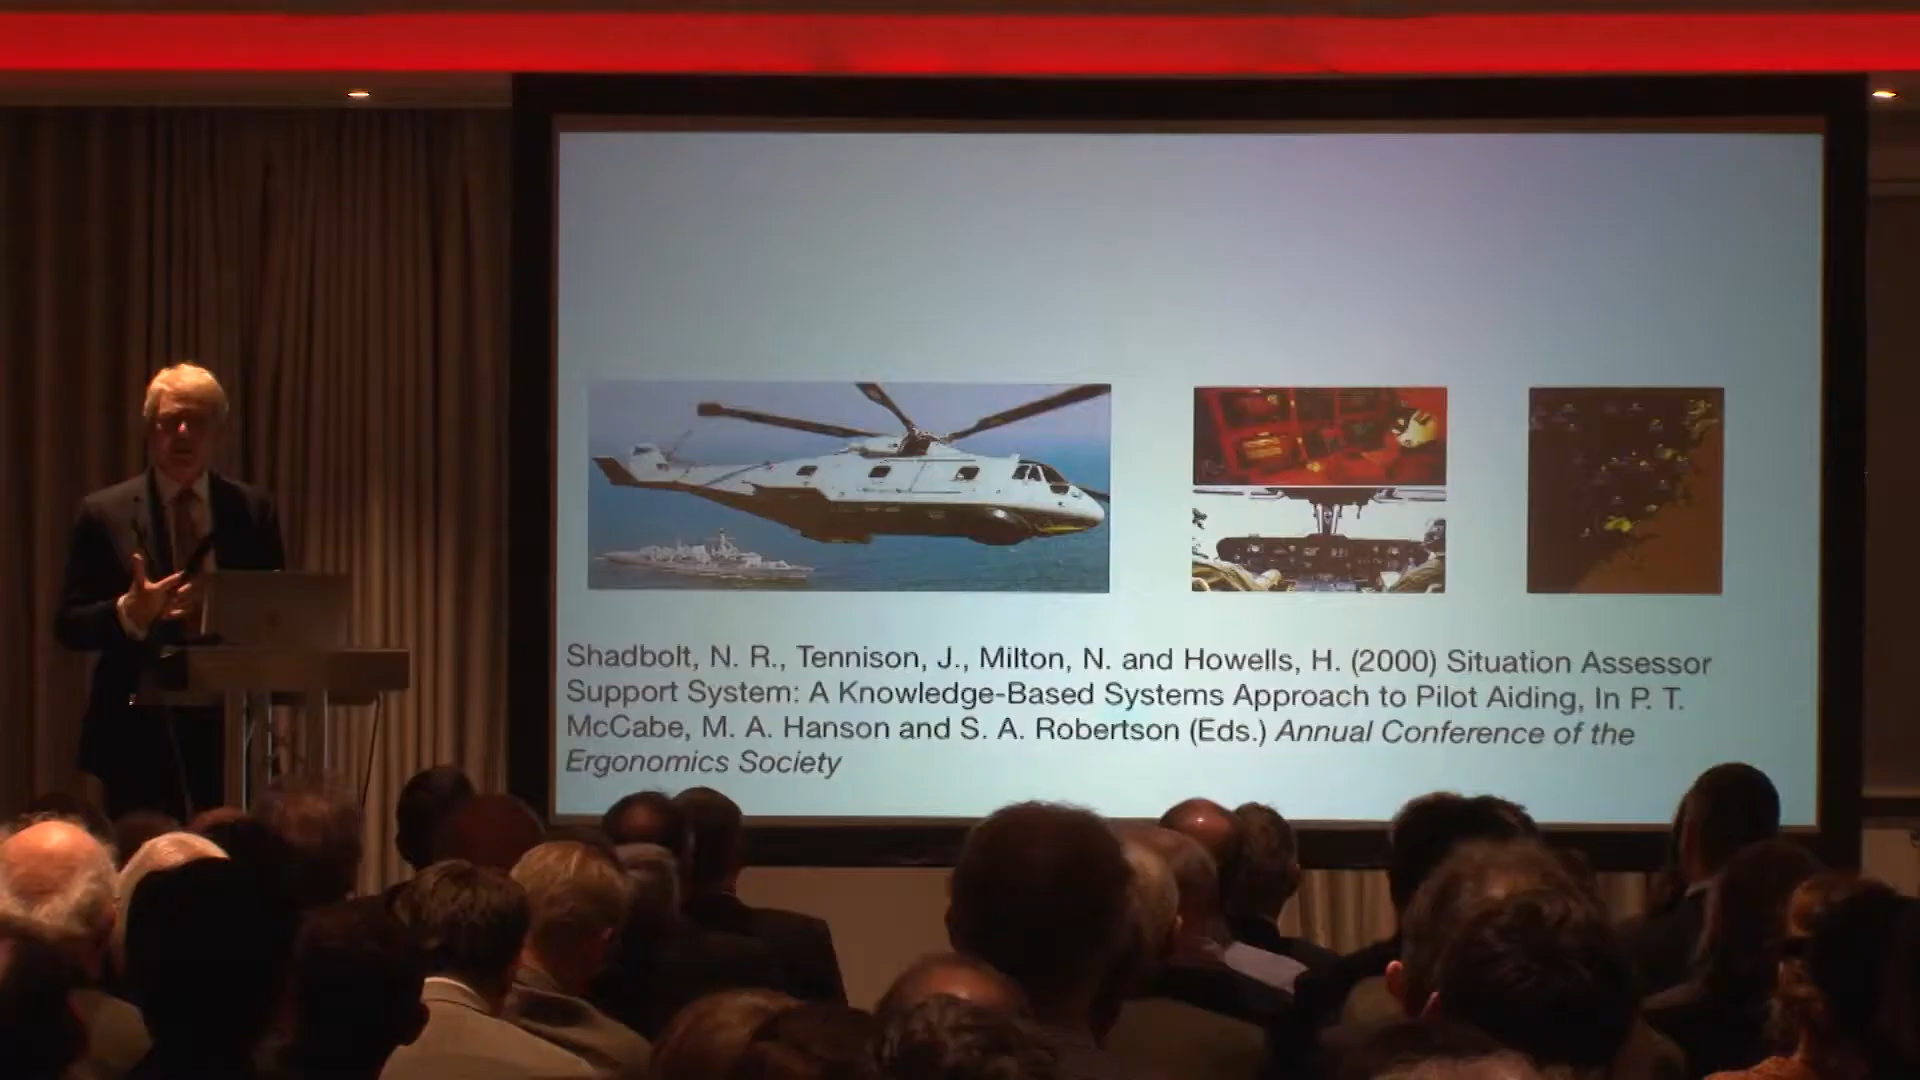 Shadbolt, N. R., Tennison, J., Milton, N. and Howells, H. (2000) Situation Assessor
Support System: A Knowledge-Based Systems Approach to Pilot Aiding, In P. T.
McCabe, M. A. Hanson and S. A. Robertson (Eds.) Annual Conference of the
Ergonomics Society